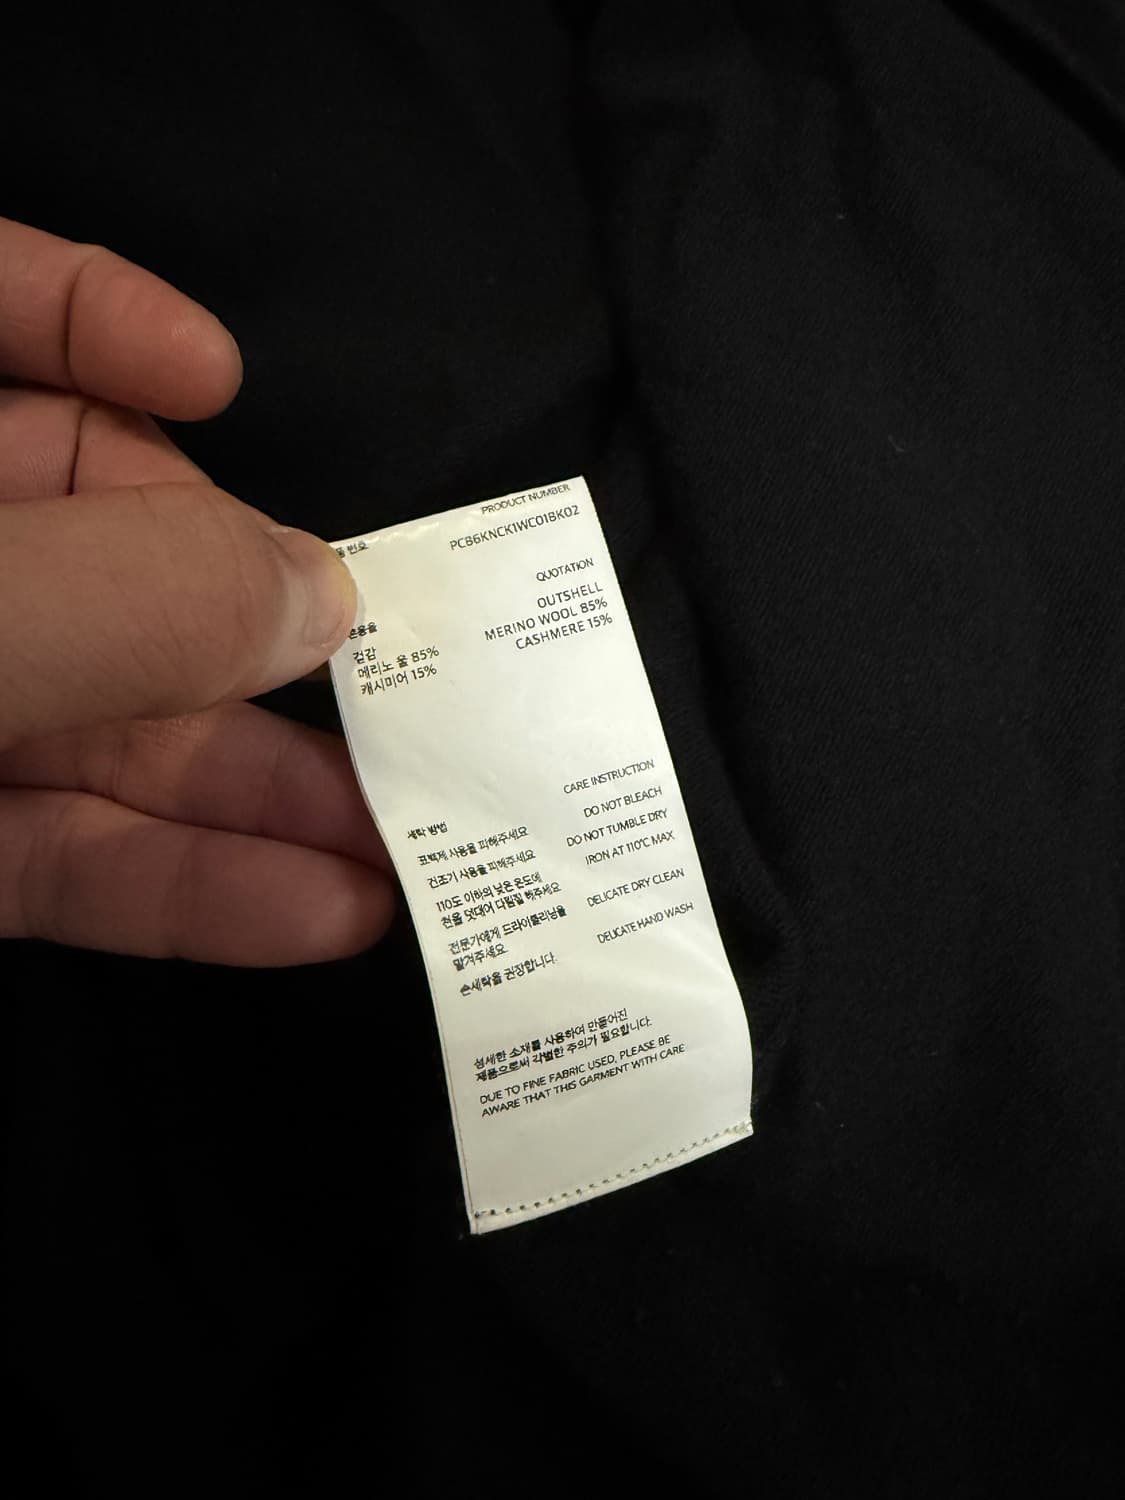 PRODUCT NUMBER
번호
PCB6KNCK1WC01BK02
QUOTATION
혼용율
OUTSHELL
MERINO WOOL 85%
CASHMERE 15%
겉감
메리노 울 85%
캐시미어 15%
CARE INSTRUCTION
세탁 방법
DO NOT BLEACH
표백제 사용을 피해주세요
DO NOT TUMBLE DRY
건조기 사용을 피해주세요
IRON AT 110°C MAX
110도 이하의 낮은 온도에
천을 덧대어 다림질 해주세요
DELICATE DRY CLEAN
전문가에게 드라이클리닝을
맡겨주세요
DELICATE HAND WASH
손세탁을 권장합니다.
섬세한 소재를 사용하여 만들어진
제품으로써 각별한 주의가 필요합니다.
DUE TO FINE FABRIC USED, PLEASE BE
AWARE THAT THIS GARMENT WITH CARE